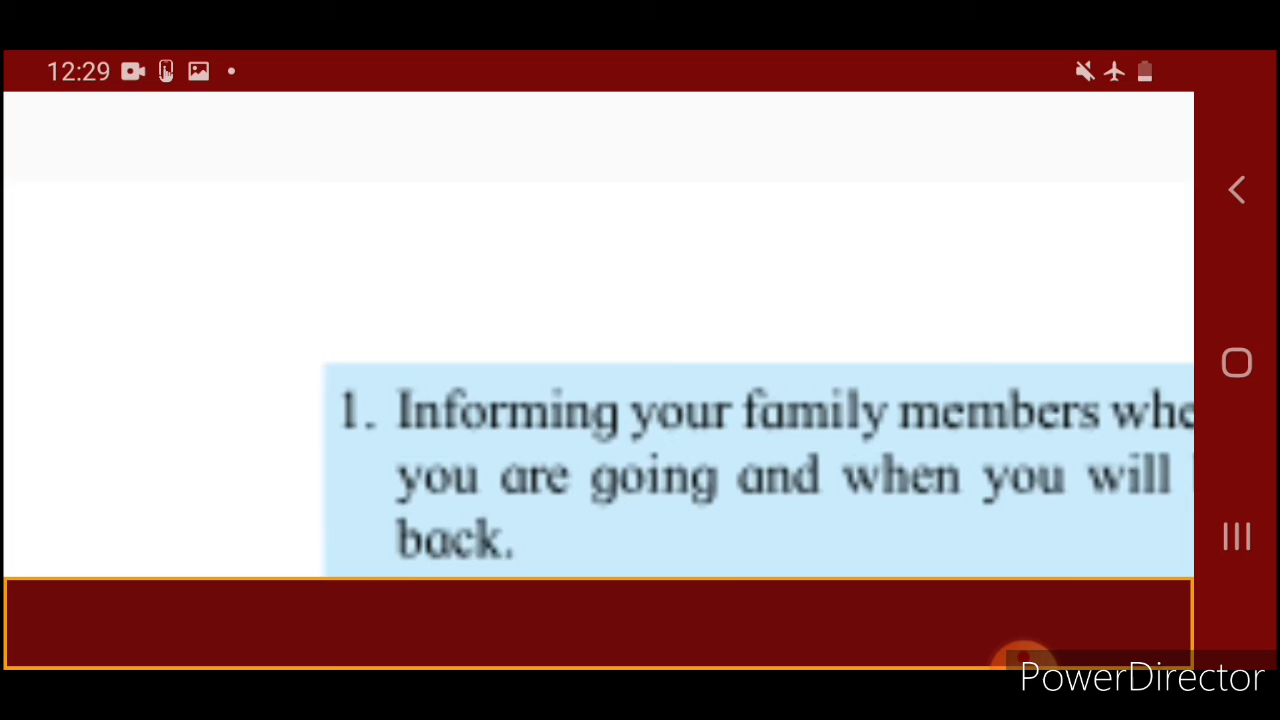 12:29
1. Informing your family members whe
you are going and when you will
back.
PowerDirector